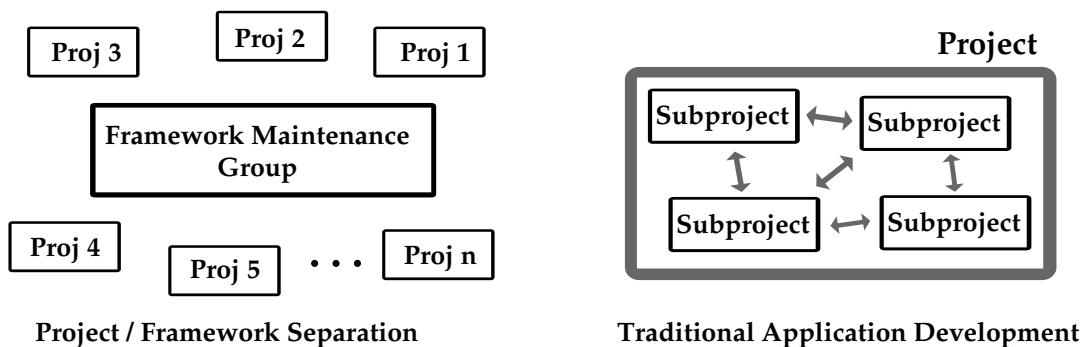 Proj 3
Proj 2
Proj 1
Framework Maintenance
Group
Proj 4
Proj 5
. . .
Proj n
Project / Framework Separation
Project
Subproject
Subproject
Subproject
Subproject
Traditional Application Development